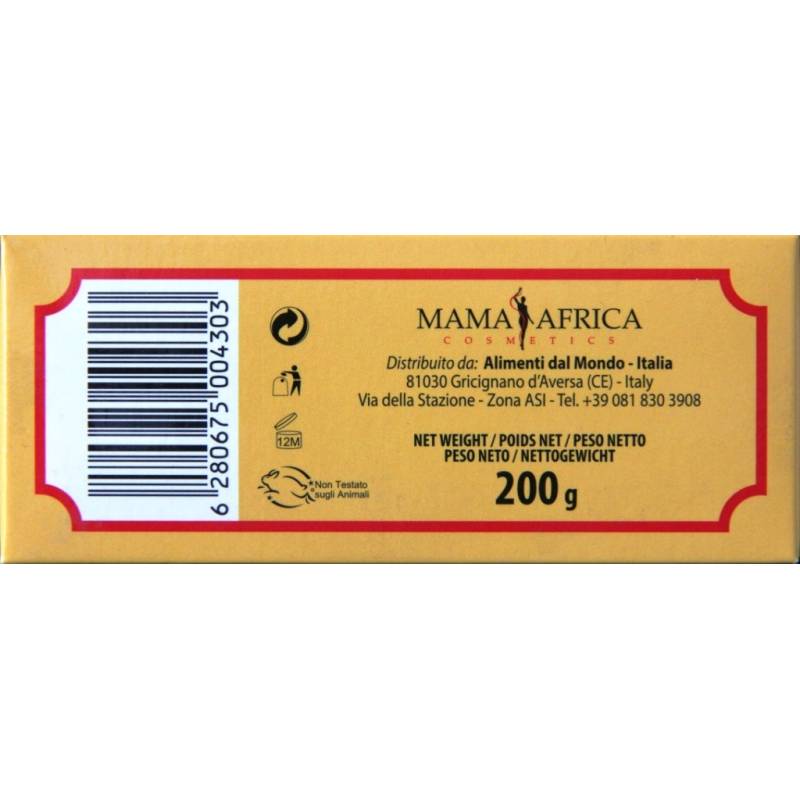 6 280675 004303
12M
Non Testato
sugli Animali
MAMA AFRICA
COSMETICS
Distribuito da: Alimenti dal Mondo - Italia
81030 Gricignano d'Aversa (CE) - Italy
Via della Stazione - Zona ASI - Tel. +39 081 830 3908
NET WEIGHT / POIDS NET / PESO NETTO
PESO NETO / NETTOGEWICHT
200 g